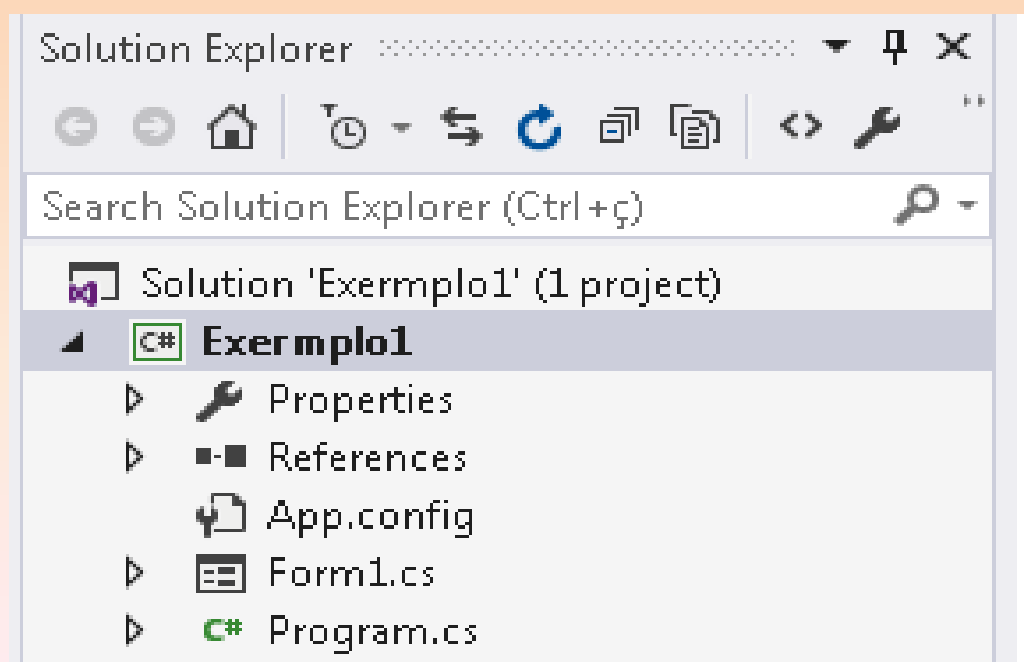 Solution Explorer
Search Solution Explorer (Ctrl+ç)
Solution 'Exermplo1' (1 project)
C# Exermplo1
Properties
References
App.config
Form1.cs
C# Program.cs